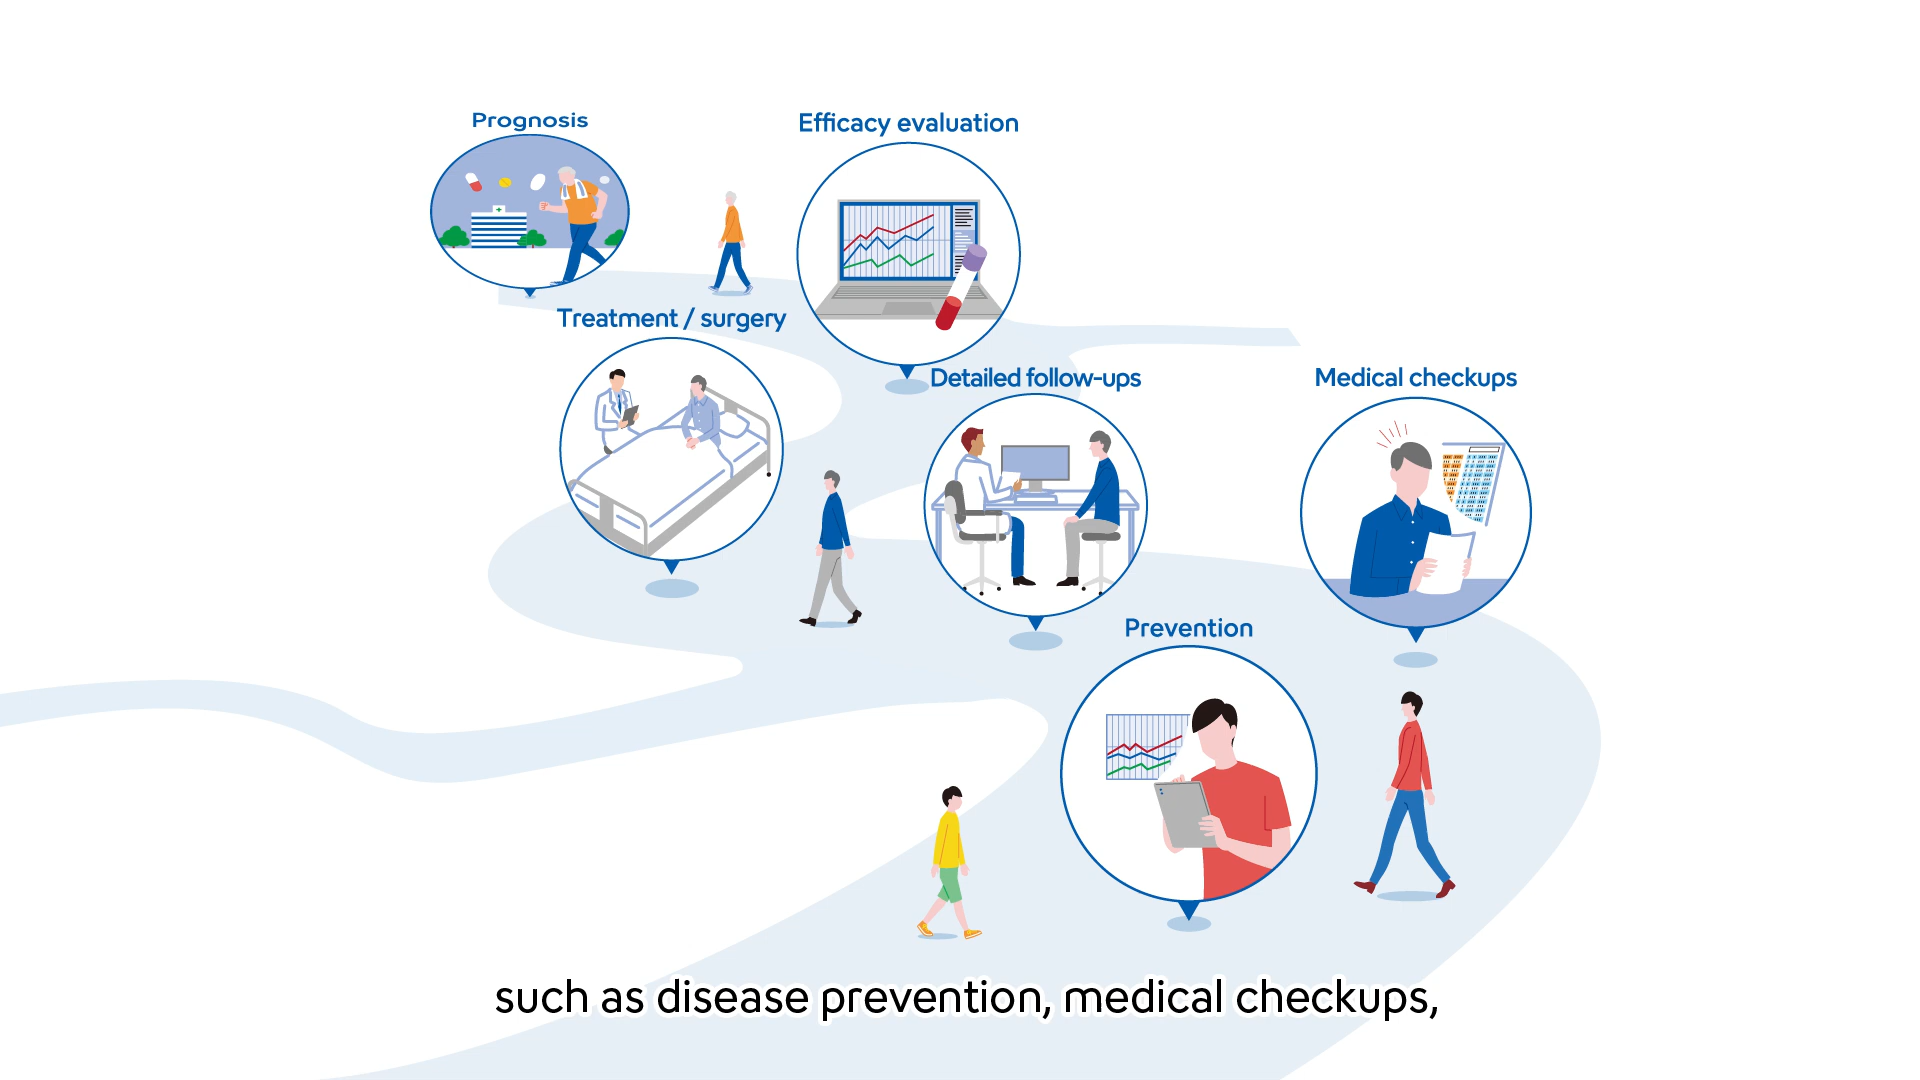 Prognosis
Efficacy evaluation
Treatment / surgery
Detailed follow-ups
Medical checkups
Prevention
such as disease prevention, medical checkups,